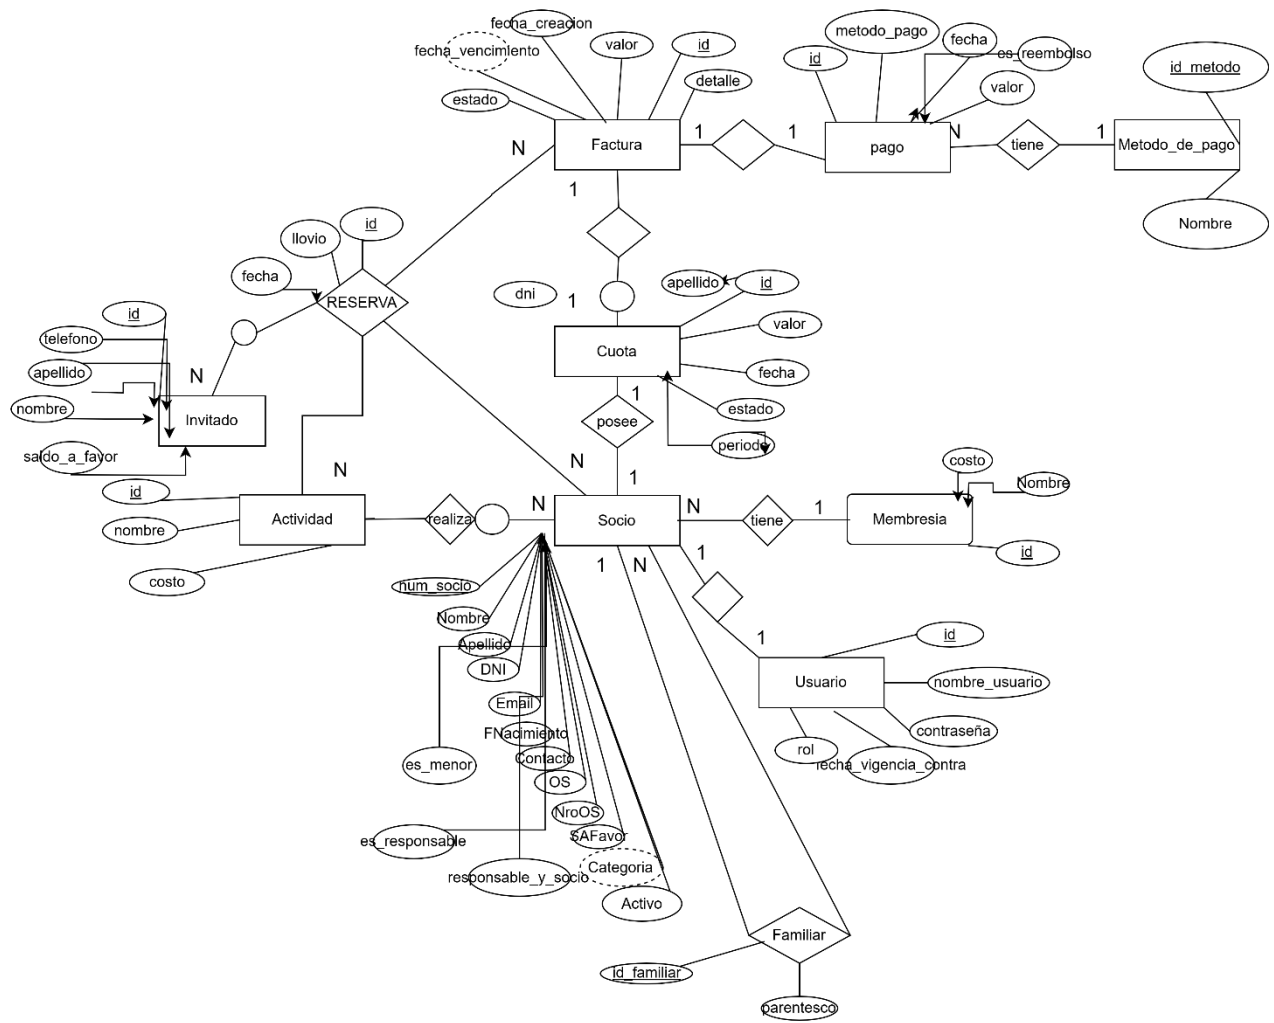 fecha_creacion
metodo_pago
fecha
fecha_vencimiento
valor
id
id
es_reembolso
id_metodo
estado
detalle
valor
N
Factura
1
1
pago
N
tiene
1
Metodo_de_pago
1
Nombre
id
llovio
fecha
RESERVA
dni
1
apellido
id
id
telefono
valor
apellido
N
Cuota
fecha
nombre
Invitado
1
estado
posee
periodo
saldo_a_favor
N
N
1
costo
Nombre
id
nombre
Actividad
realiza
N
Socio
N
tiene
1
Membresia
id
costo
1
N
1
num_socio
Nombre
Apellido
DNI
1
id
Email
Usuario
nombre_usuario
FNacimiento
contraseña
es_menor
Contacto
rol
fecha_vigencia_contra
OS
NroOS
es_responsable
SAFavor
responsable_y_socio
Categoria
Activo
Familiar
id_familiar
parentesco